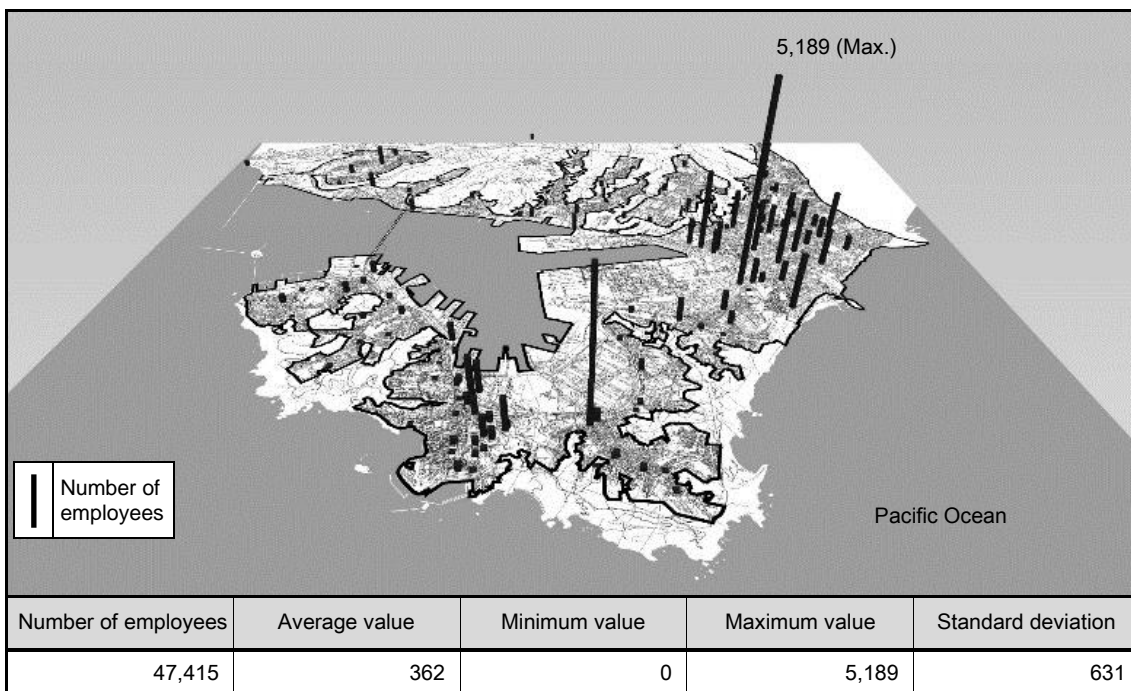 5,189 (Max.)
Number of
employees
Pacific Ocean
Number of employees Average value Minimum value Maximum value Standard deviation
47,415 362 0 5,189 631